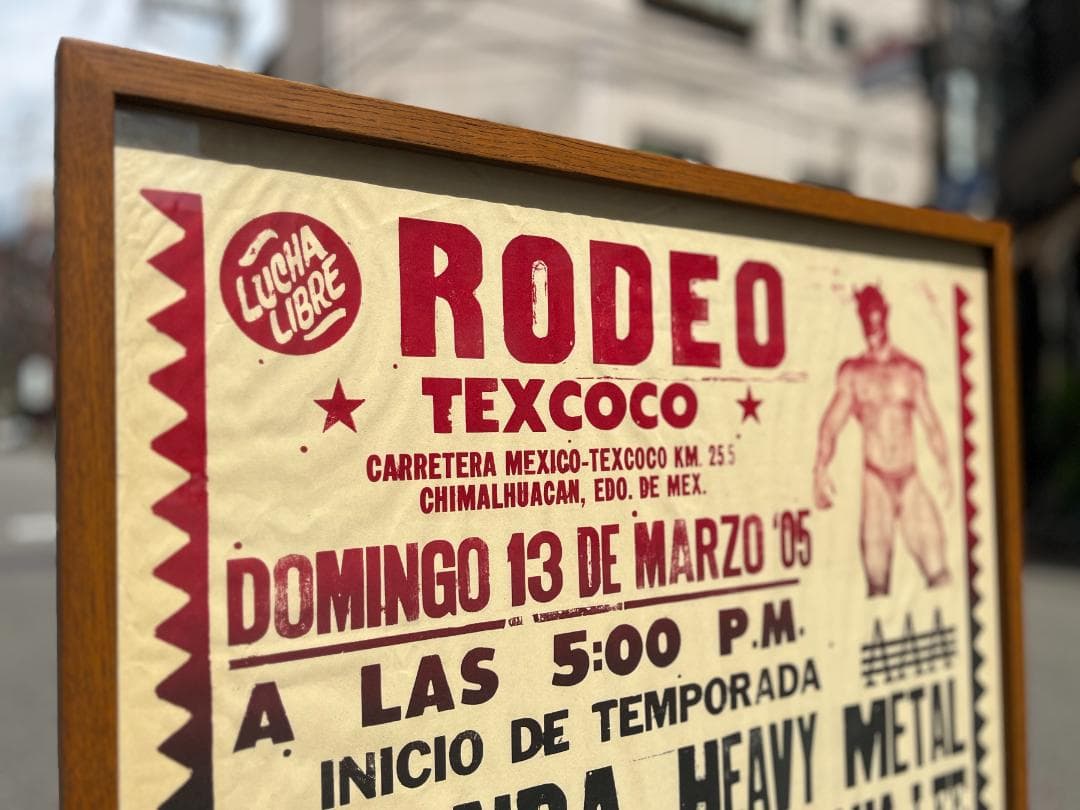 LUCHA
LIBRE
RODEO
TEXCOCO
CARRETERA MEXICO-TEXCOCO KM. 25.5
CHIMALHUACAN, EDO. DE MEX.
DOMINGO 13 DE MARZO '05
A LAS 5:00 P.M.
INICIO DE TEMPORADA
HEAVY METAL